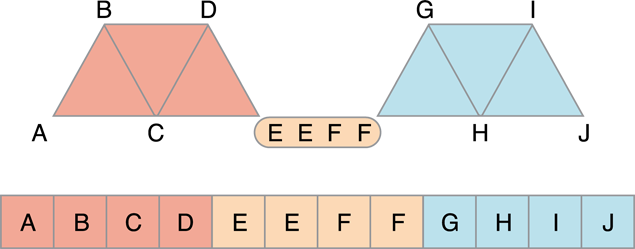 B D G I
A C E E F F H J
A B C D E E F F G H I J